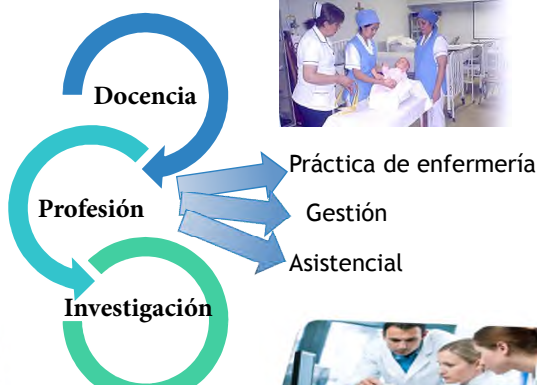 Docencia
Práctica de enfermería
Profesión
Gestión
Asistencial
Investigación